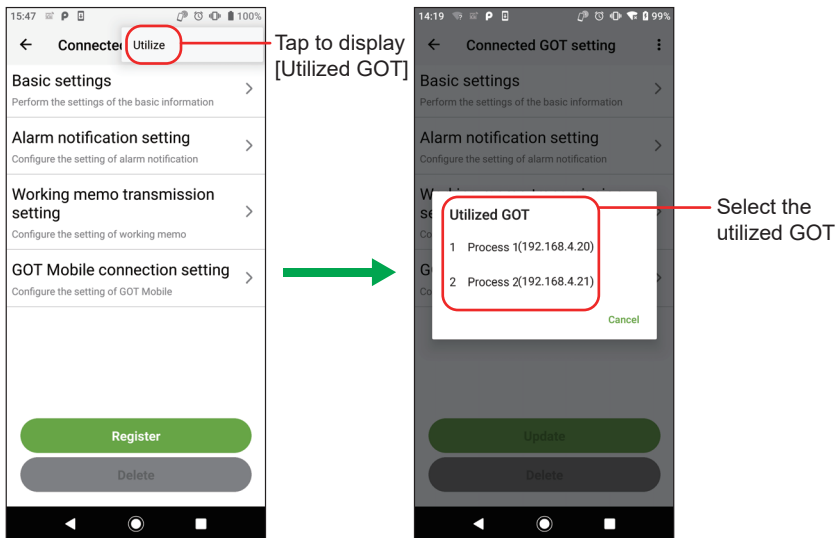 15:47
100%
Connecte
Utilize
Basic settings
Perform the settings of the basic information
Alarm notification setting
Configure the setting of alarm notification
Working memo transmission
setting
Configure the setting of working memo
GOT Mobile connection setting
Configure the setting of GOT Mobile
Register
Delete
Tap to display
[Utilized GOT]
14:19
99%
Connected GOT setting
Basic settings
Perform the settings of the basic information
Alarm notification setting
Configure the setting of alarm notification
Utilized GOT
1 Process 1(192.168.4.20)
2 Process 2(192.168.4.21)
Cancel
Update
Delete
Select the
utilized GOT